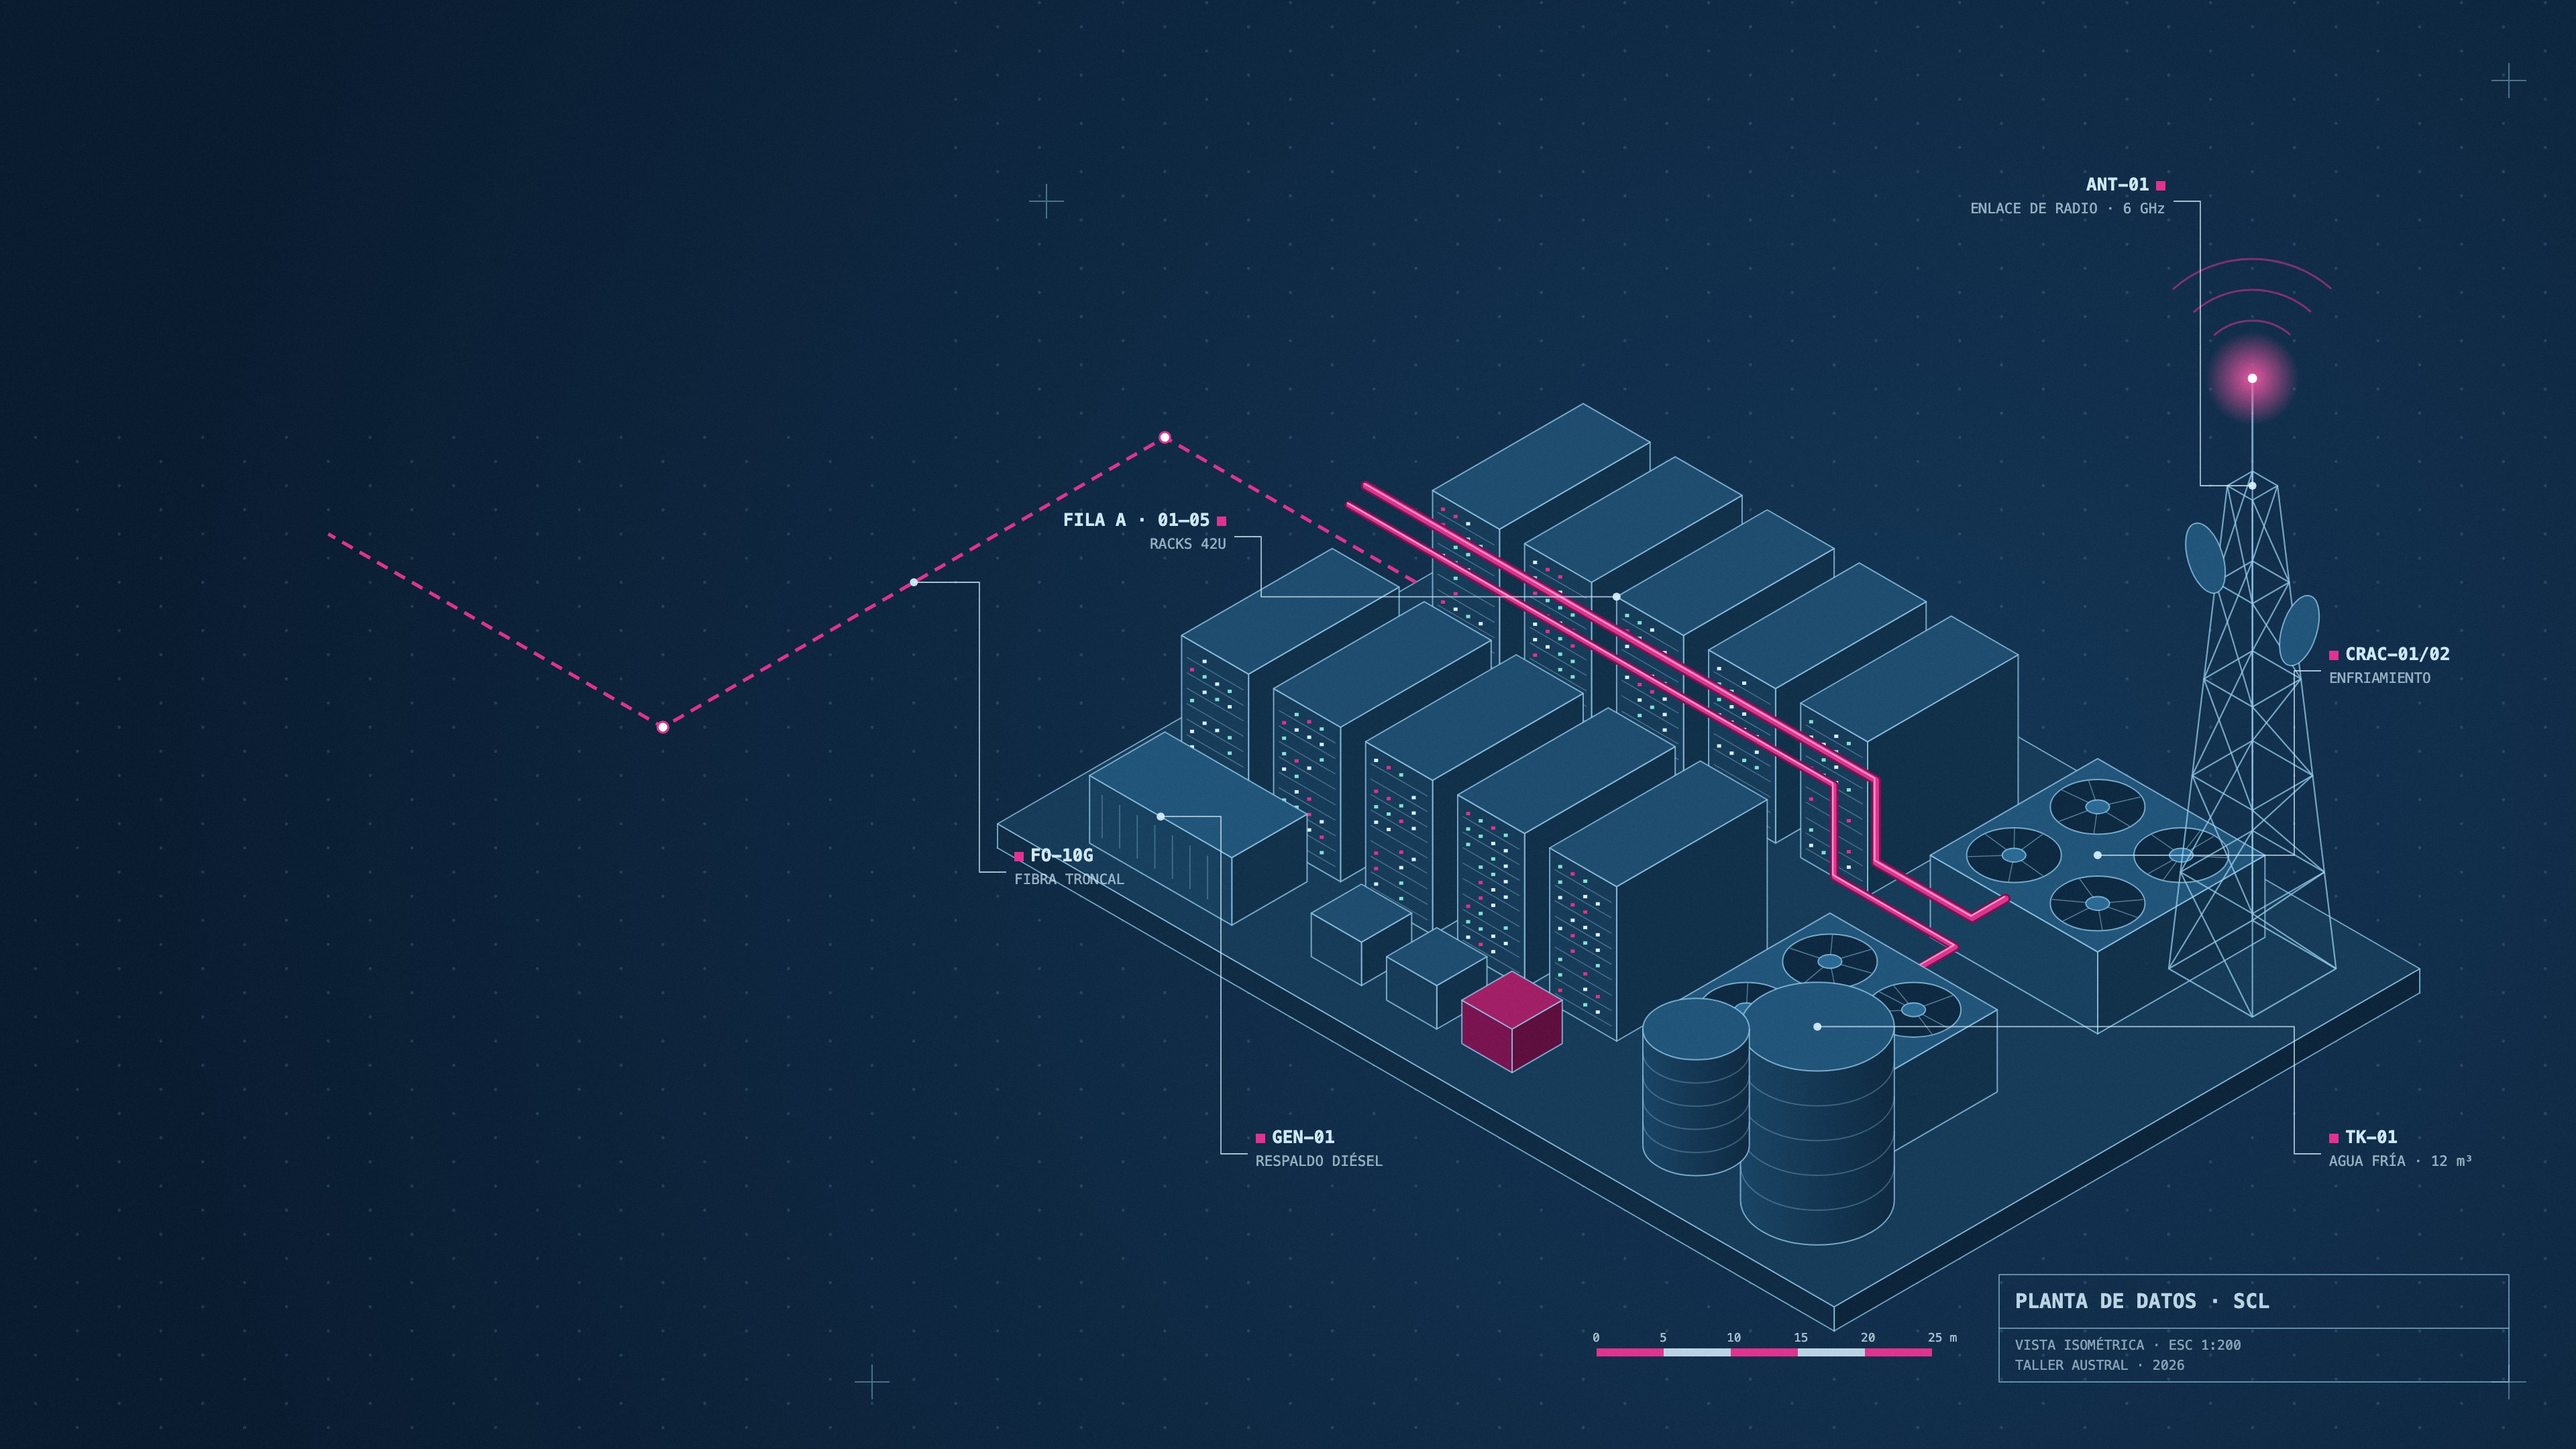 ANT–01
ENLACE DE RADIO · 6 GHz
FILA A · 01–05
RACKS 42U
CRAC–01/02
ENFRIAMIENTO
FO–10G
FIBRA TRONCAL
GEN–01
RESPALDO DIÉSEL
TK–01
AGUA FRÍA · 12 m³
PLANTA DE DATOS · SCL
0 5 10 15 20 25 m
VISTA ISOMÉTRICA · ESC 1:200
TALLER AUSTRAL · 2026